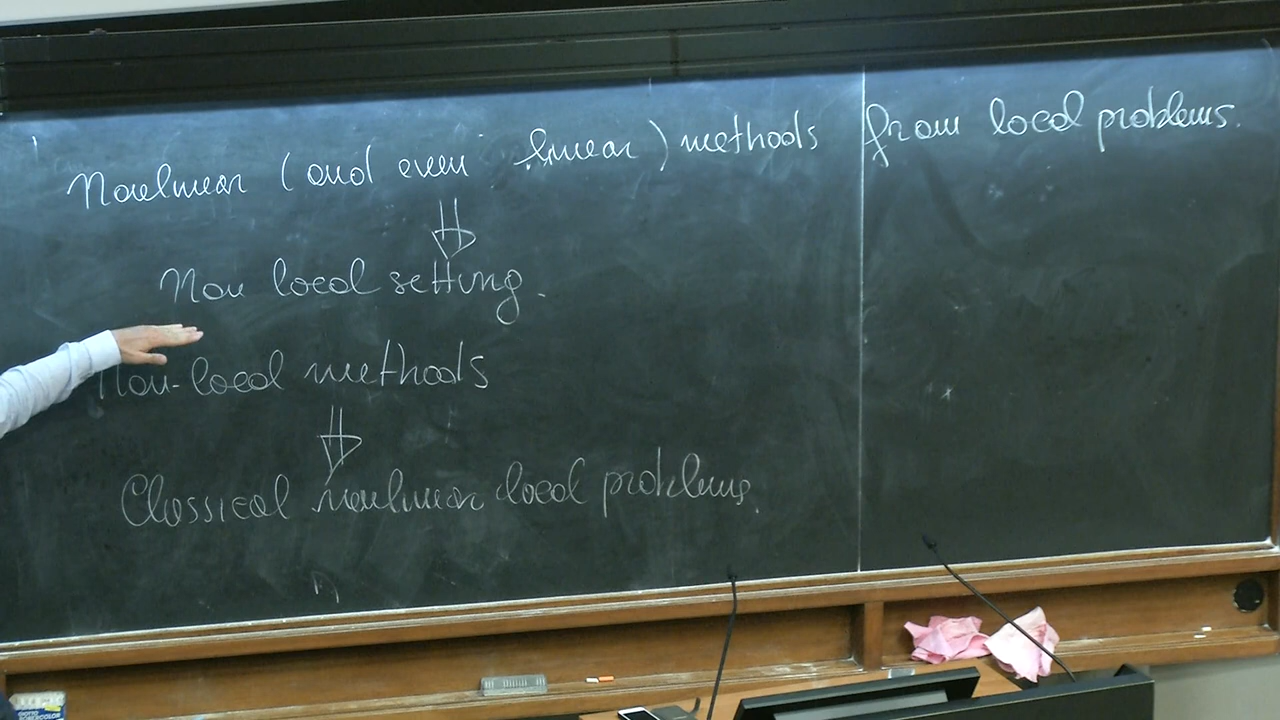 Nonlinear (and even linear) methods from local problems.
⇓
Non local setting.
Non-local methods
⇓
Classical nonlinear local problems.